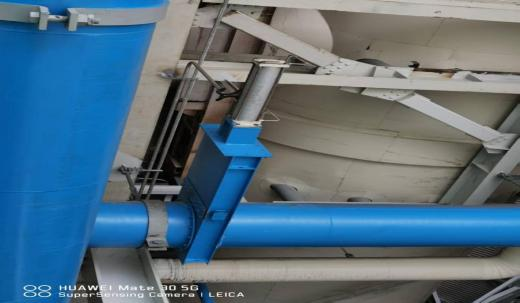 HUAWEI Mate 30 5G
SuperSensing Camera | LEICA